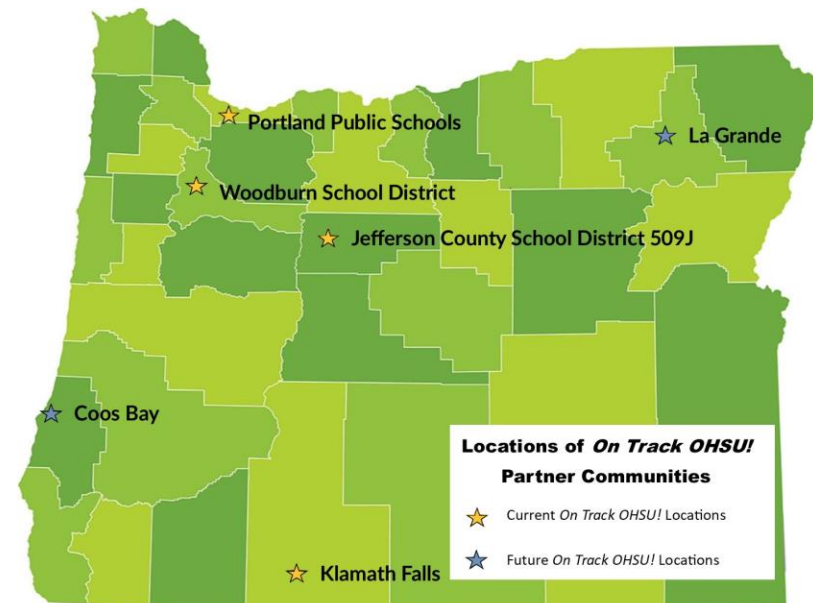 Portland Public Schools
La Grande
Woodburn School District
Jefferson County School District 509J
Coos Bay
Locations of On Track OHSU!
Partner Communities
Current On Track OHSU! Locations
Future On Track OHSU! Locations
Klamath Falls